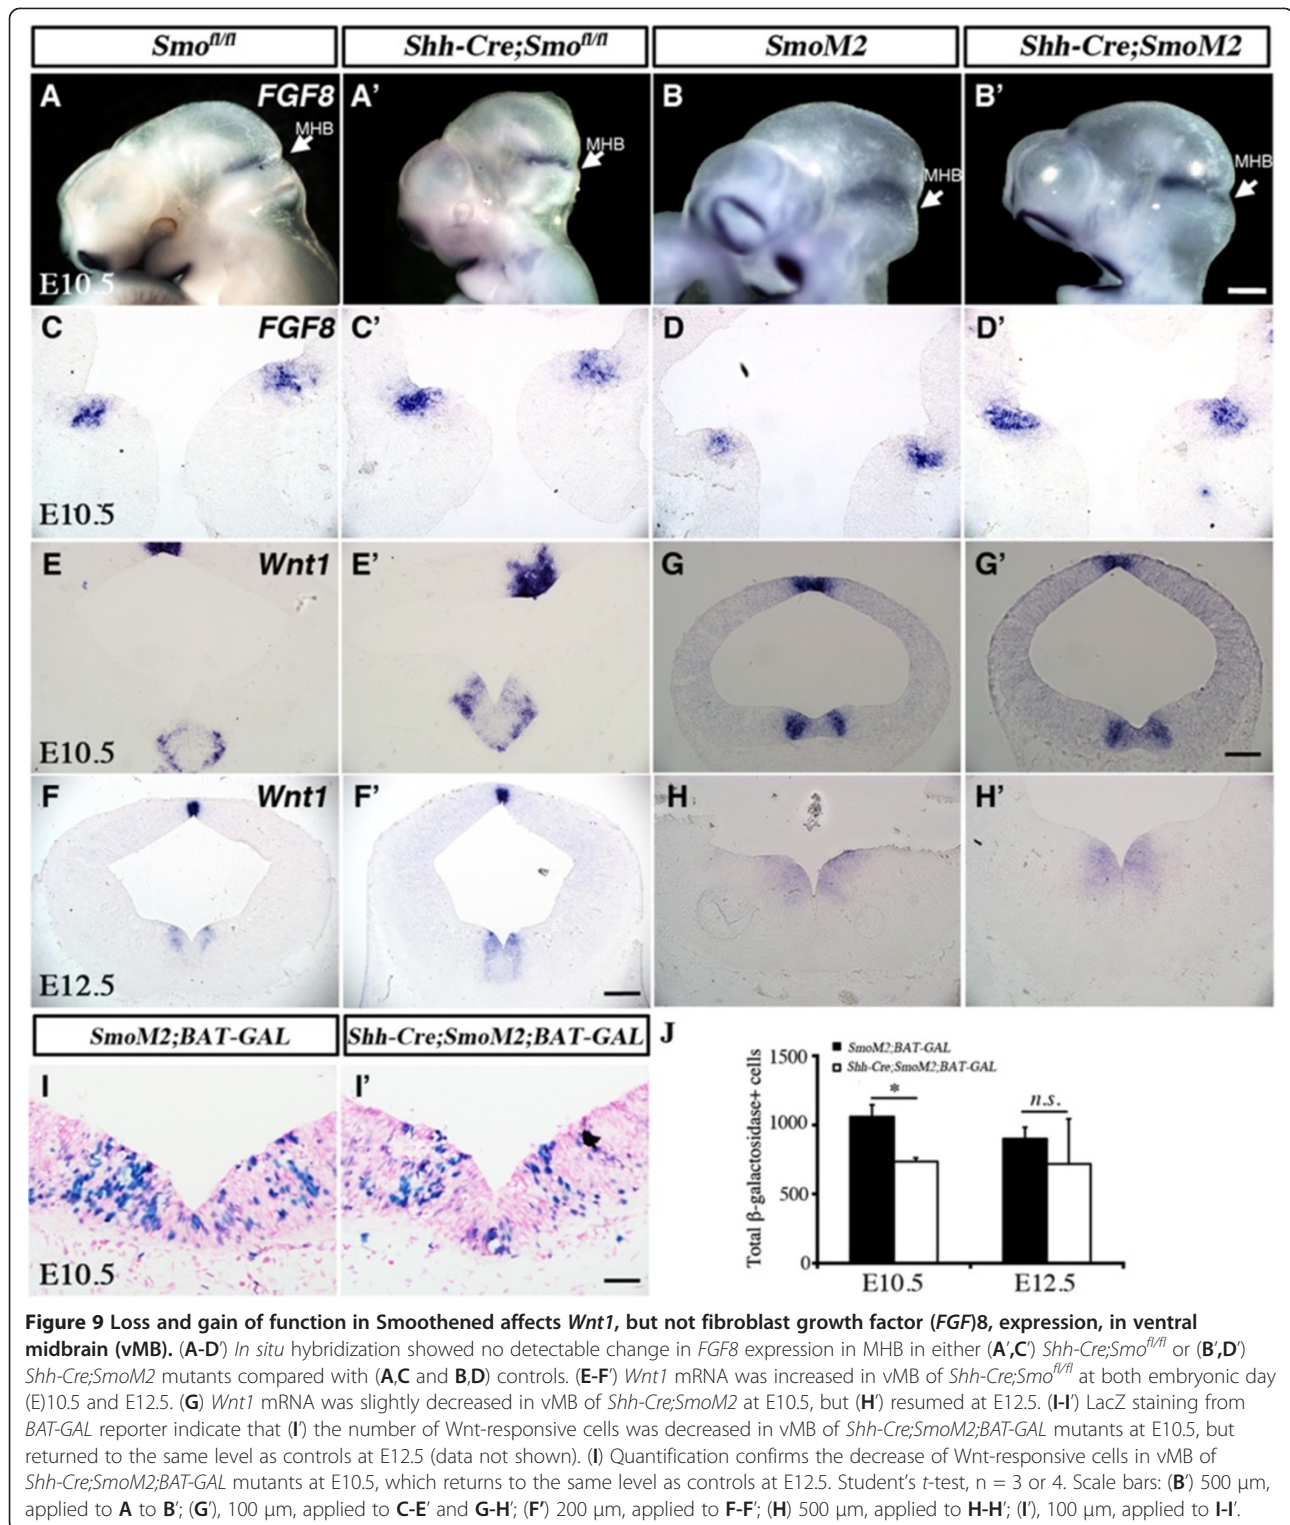 Smo^fl/fl Shh-Cre;Smo^fl/fl SmoM2 Shh-Cre;SmoM2
A FGF8 A' B B'
MHB MHB MHB MHB
E10.5
C FGF8 C' D D'
E10.5
E Wnt1 E' G G'
E10.5
F Wnt1 F' H H'
E12.5
SmoM2;BAT-GAL Shh-Cre;SmoM2;BAT-GAL J
I I'
E10.5
SmoM2;BAT-GAL
Shh-Cre;SmoM2;BAT-GAL
Total β-galactosidase+ cells
1500
1000
500
0
* n.s.
E10.5 E12.5
Figure 9 Loss and gain of function in Smoothened affects Wnt1, but not fibroblast growth factor (FGF)8, expression, in ventral
midbrain (vMB). (A-D') In situ hybridization showed no detectable change in FGF8 expression in MHB in either (A',C') Shh-Cre;Smo^fl/fl or (B',D')
Shh-Cre;SmoM2 mutants compared with (A,C and B,D) controls. (E-F') Wnt1 mRNA was increased in vMB of Shh-Cre;Smo^fl/fl at both embryonic day
(E)10.5 and E12.5. (G) Wnt1 mRNA was slightly decreased in vMB of Shh-Cre;SmoM2 at E10.5, but (H') resumed at E12.5. (I-I') LacZ staining from
BAT-GAL reporter indicate that (I') the number of Wnt-responsive cells was decreased in vMB of Shh-Cre;SmoM2;BAT-GAL mutants at E10.5, but
returned to the same level as controls at E12.5 (data not shown). (I) Quantification confirms the decrease of Wnt-responsive cells in vMB of
Shh-Cre;SmoM2;BAT-GAL mutants at E10.5, which returns to the same level as controls at E12.5. Student's t-test, n = 3 or 4. Scale bars: (B') 500 μm,
applied to A to B'; (G'), 100 μm, applied to C-E' and G-H'; (F') 200 μm, applied to F-F'; (H) 500 μm, applied to H-H'; (I'), 100 μm, applied to I-I'.